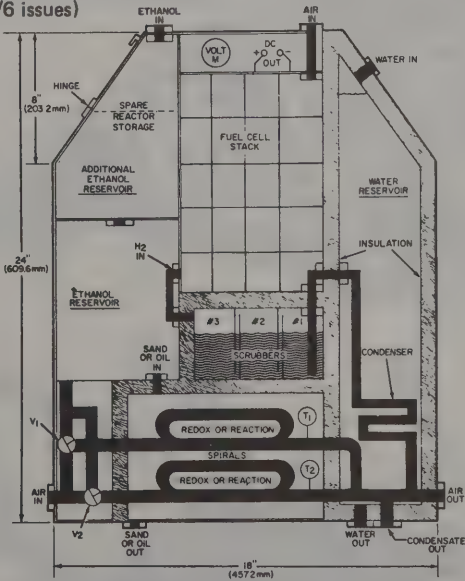 /6 issues)
ETHANOL
IN
AIR
IN
VOLT
M
DC
+ -
OUT
WATER IN
HINGE
8"
(203.2mm)
SPARE
REACTOR
STORAGE
FUEL CELL
STACK
ADDITIONAL
ETHANOL
RESERVOIR
WATER
RESERVOIR
24"
(609.6mm)
H2
IN
INSULATION
ETHANOL
RESERVOIR
#3 #2 #1
SCRUBBERS
SAND
OR OIL
IN
CONDENSER
V1
REDOX OR REACTION
T1
SPIRALS
REDOX OR REACTION
T2
AIR
IN
AIR
OUT
V2
SAND
OR OIL
OUT
WATER
OUT
CONDENSATE
OUT
18"
(457.2mm)